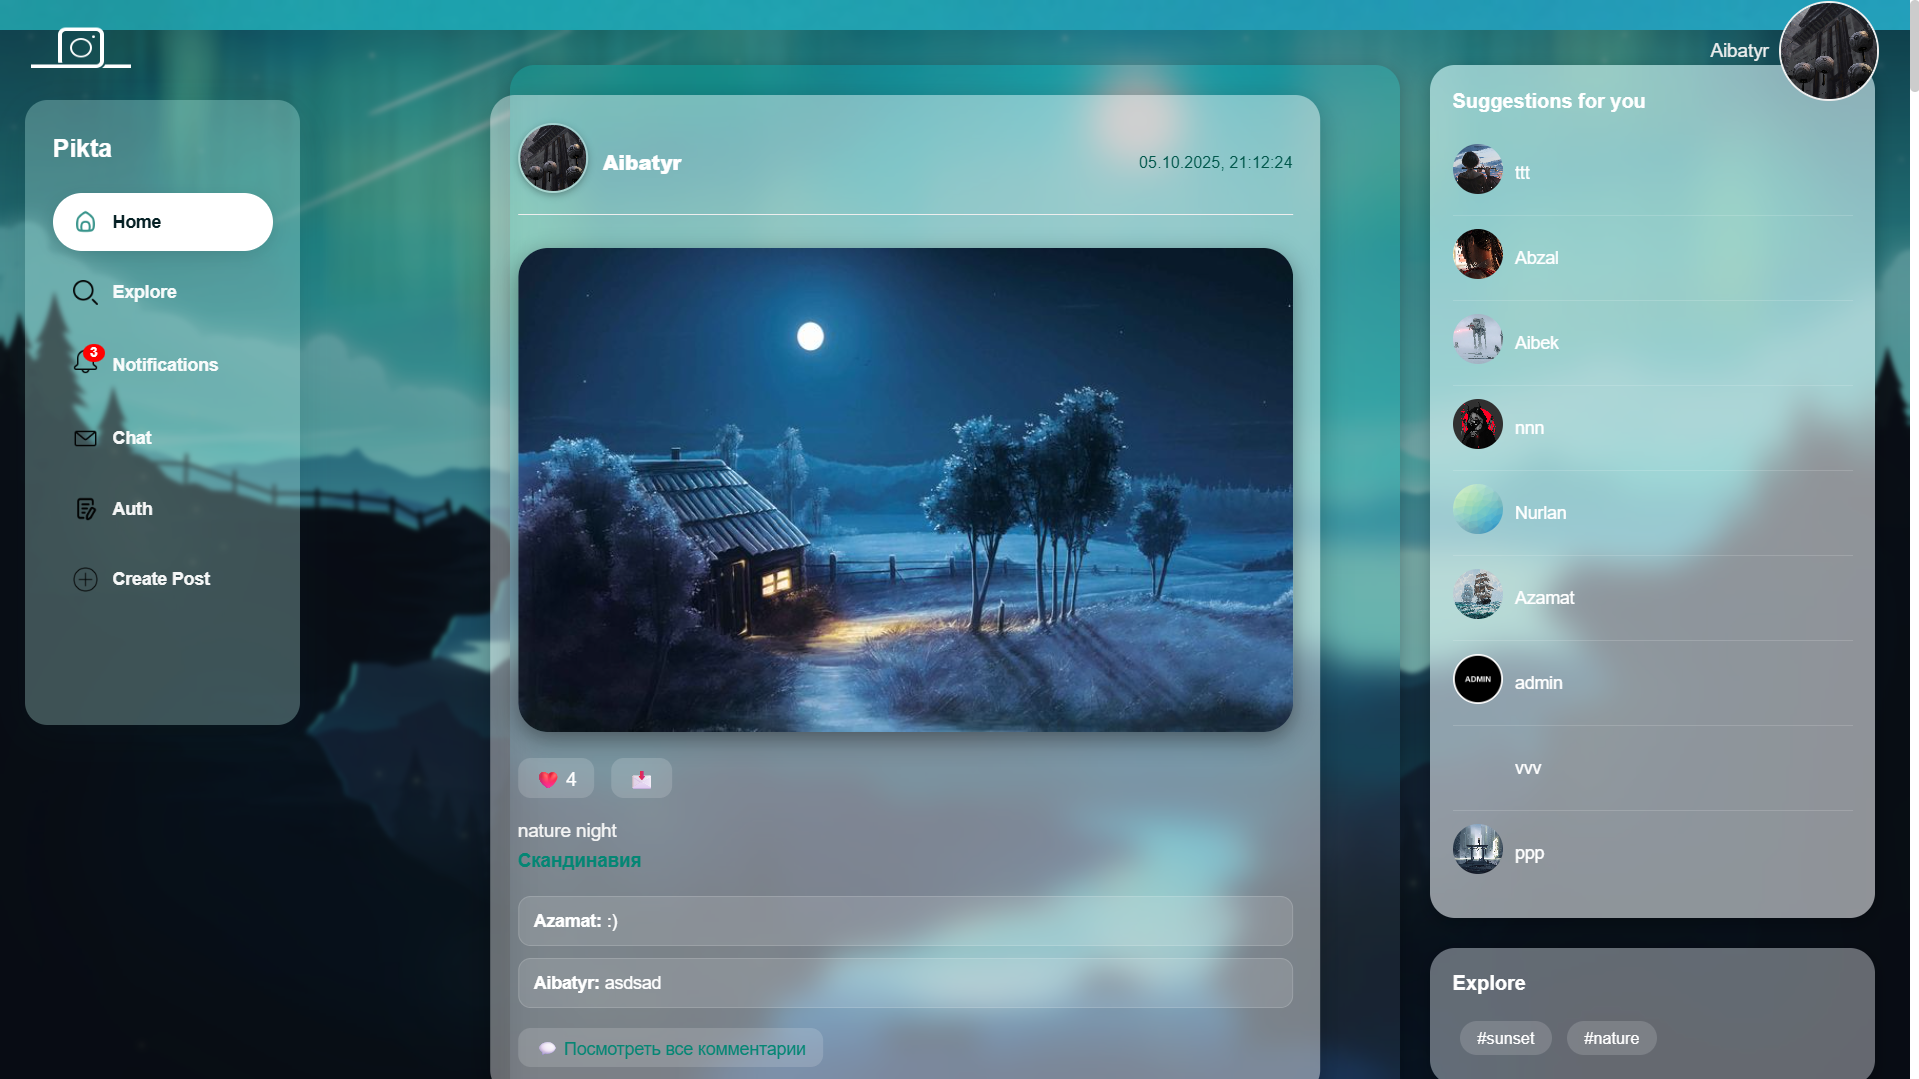 Aibatyr
Pikta
Home
Explore
3
Notifications
Chat
Auth
Create Post
Aibatyr
05.10.2025, 21:12:24
4
nature night
Скандинавия
Azamat: :)
Aibatyr: asdsad
Посмотреть все комментарии
Suggestions for you
ttt
Abzal
Aibek
nnn
Nurlan
Azamat
ADMIN
admin
vvv
ppp
Explore
#sunset
#nature